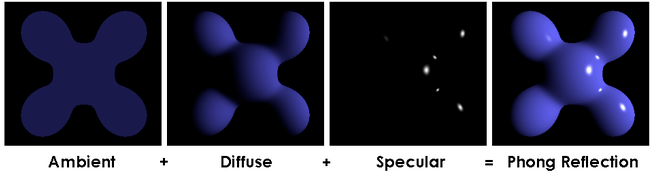 Ambient + Diffuse + Specular = Phong Reflection